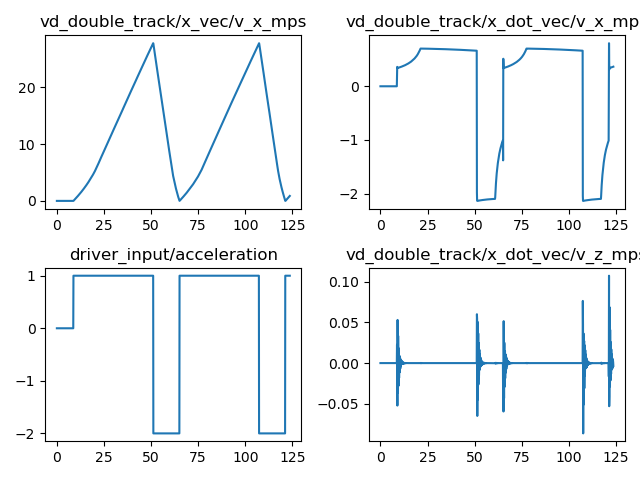 vd_double_track/x_vec/v_x_mps
vd_double_track/x_dot_vec/v_x_mp
20
10
0
0
−1
−2
0 25 50 75 100 125
0 25 50 75 100 125
driver_input/acceleration
vd_double_track/x_dot_vec/v_z_mps
1
0
−1
−2
0.10
0.05
0.00
−0.05
0 25 50 75 100 125
0 25 50 75 100 125